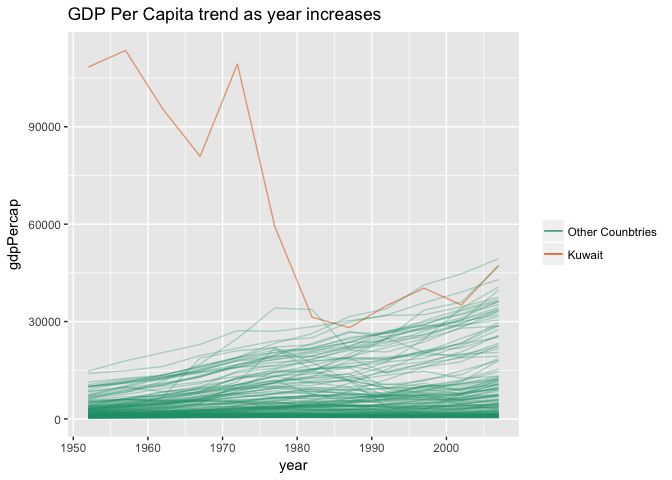 GDP Per Capita trend as year increases
gdpPercap
90000
60000
30000
0
1950
1960
1970
1980
1990
2000
year
Other Counbtries
Kuwait